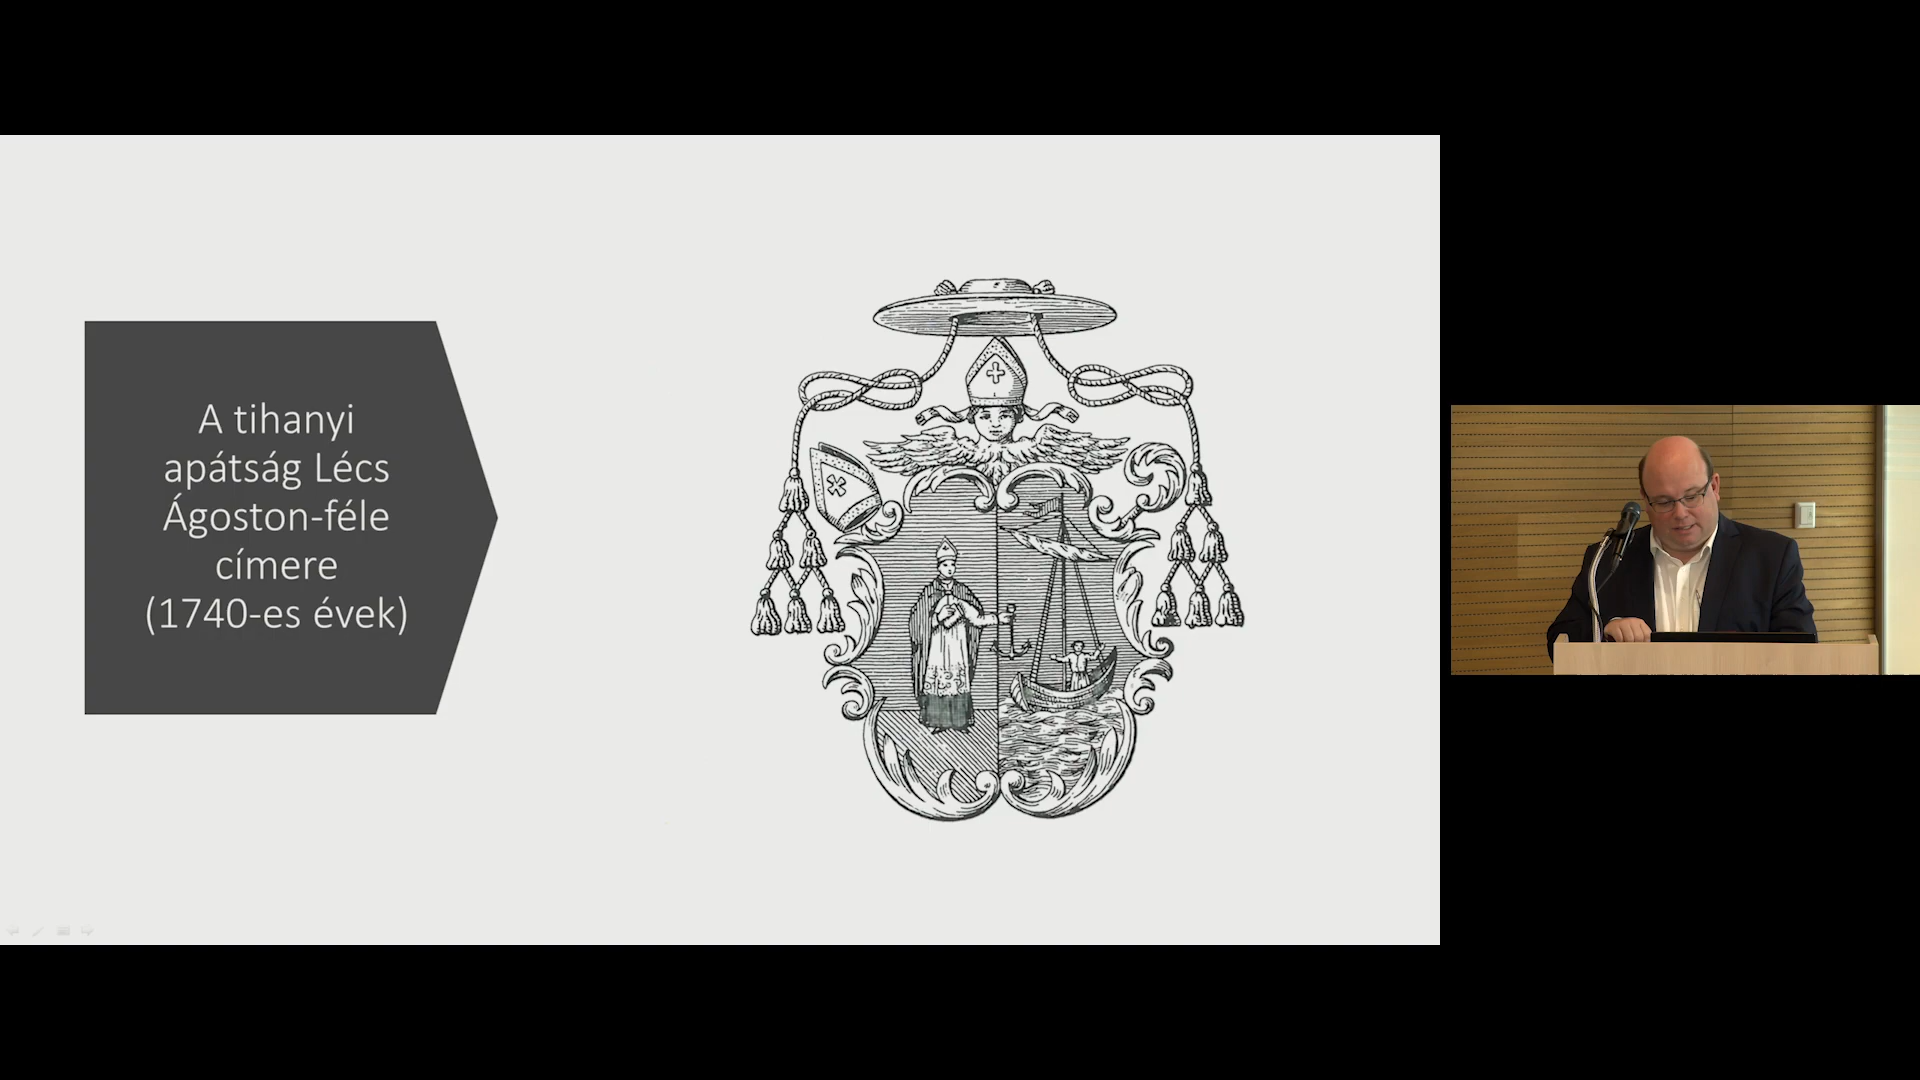 A tihanyi
apátság Lécs
Ágoston-féle
címere
(1740-es évek)